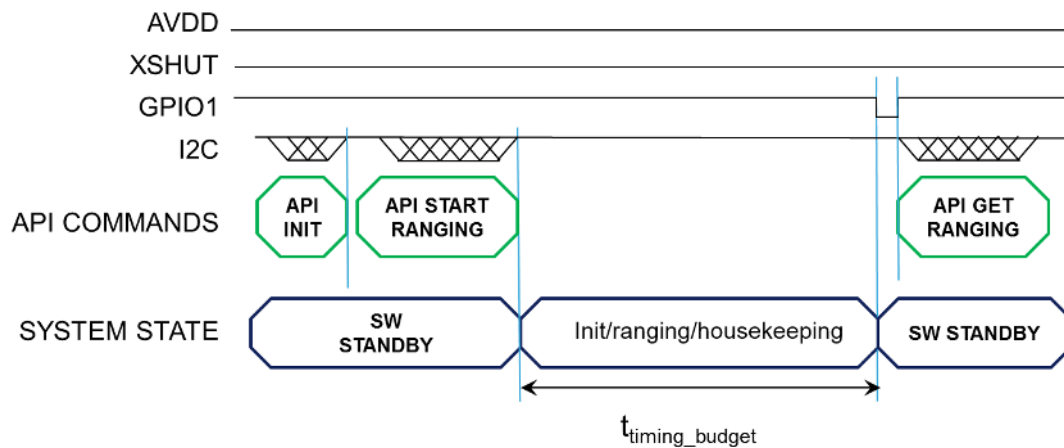 AVDD
XSHUT
GPIO1
I2C
API COMMANDS
API
INIT
API START
RANGING
API GET
RANGING
SYSTEM STATE
SW
STANDBY
Init/ranging/housekeeping
SW STANDBY
t_timing_budget